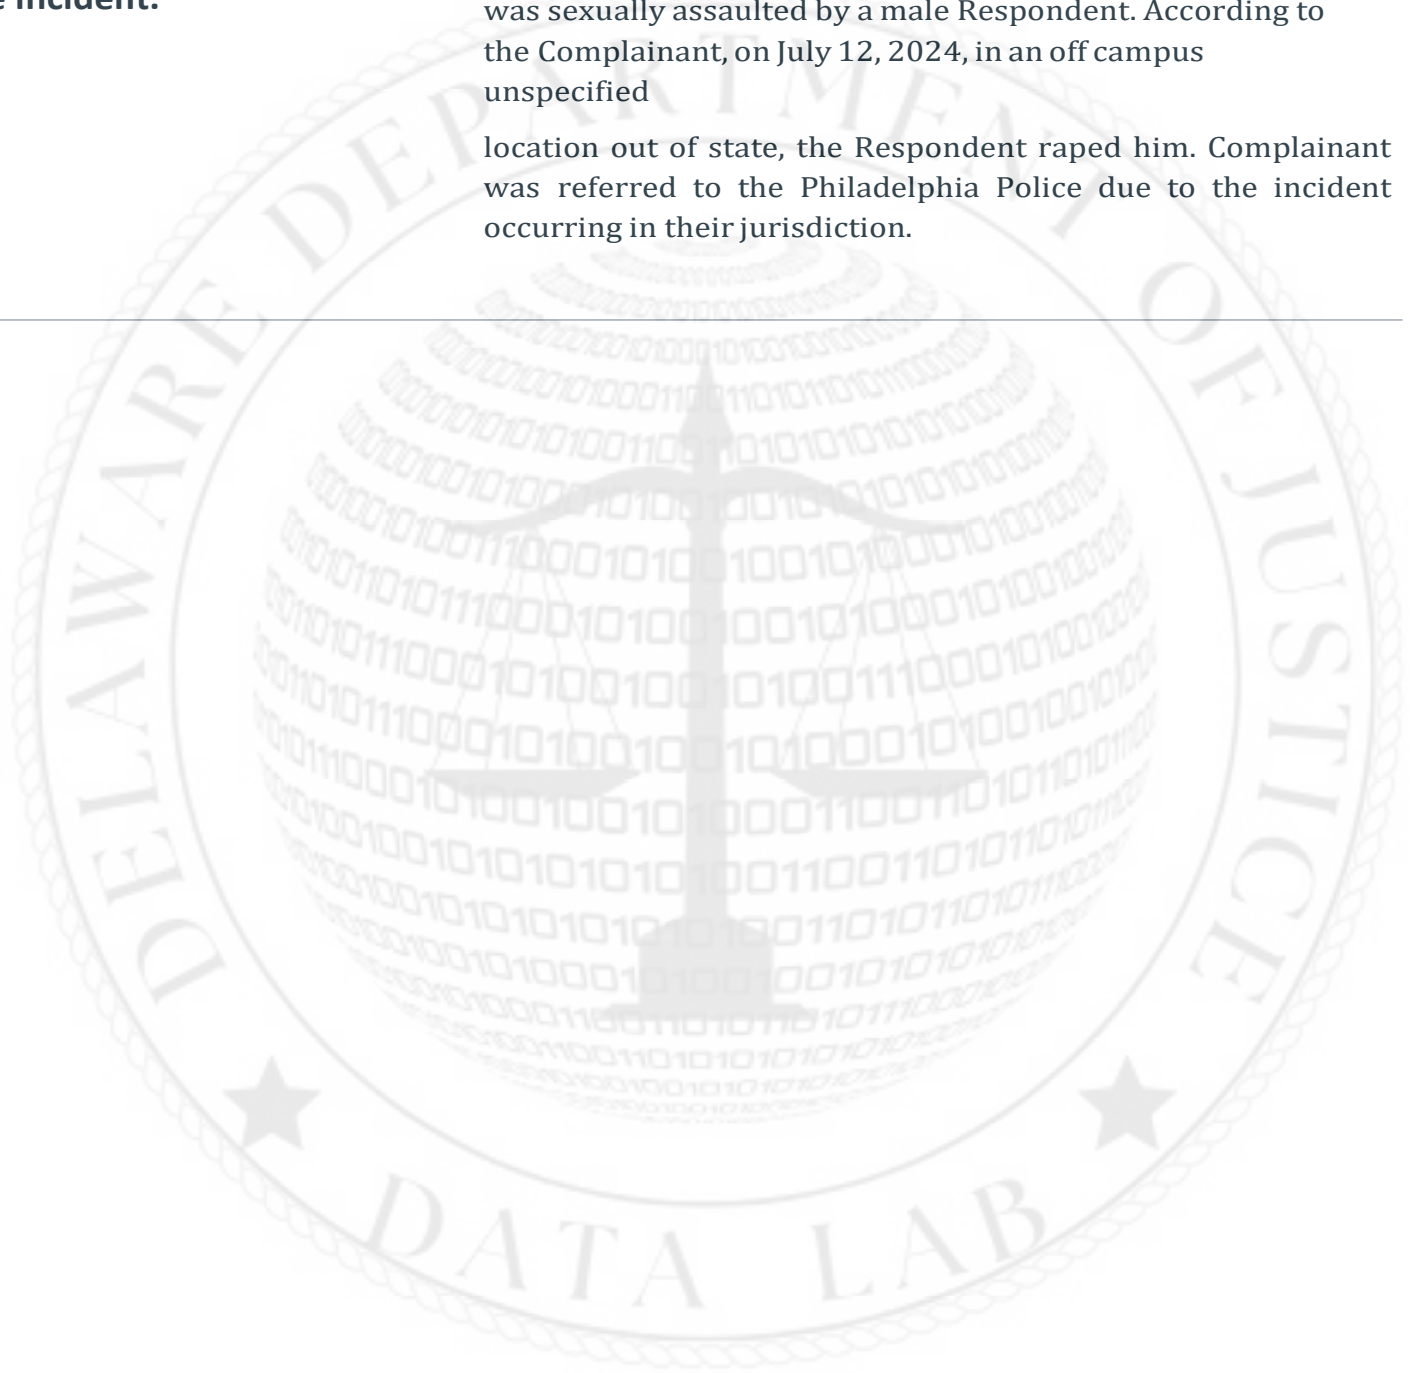 e incident.
was sexually assaulted by a male Respondent. According to
the Complainant, on July 12, 2024, in an off campus
unspecified
location out of state, the Respondent raped him. Complainant
was referred to the Philadelphia Police due to the incident
occurring in their jurisdiction.
DELAWARE DEPARTMENT OF JUSTICE
DATA LAB